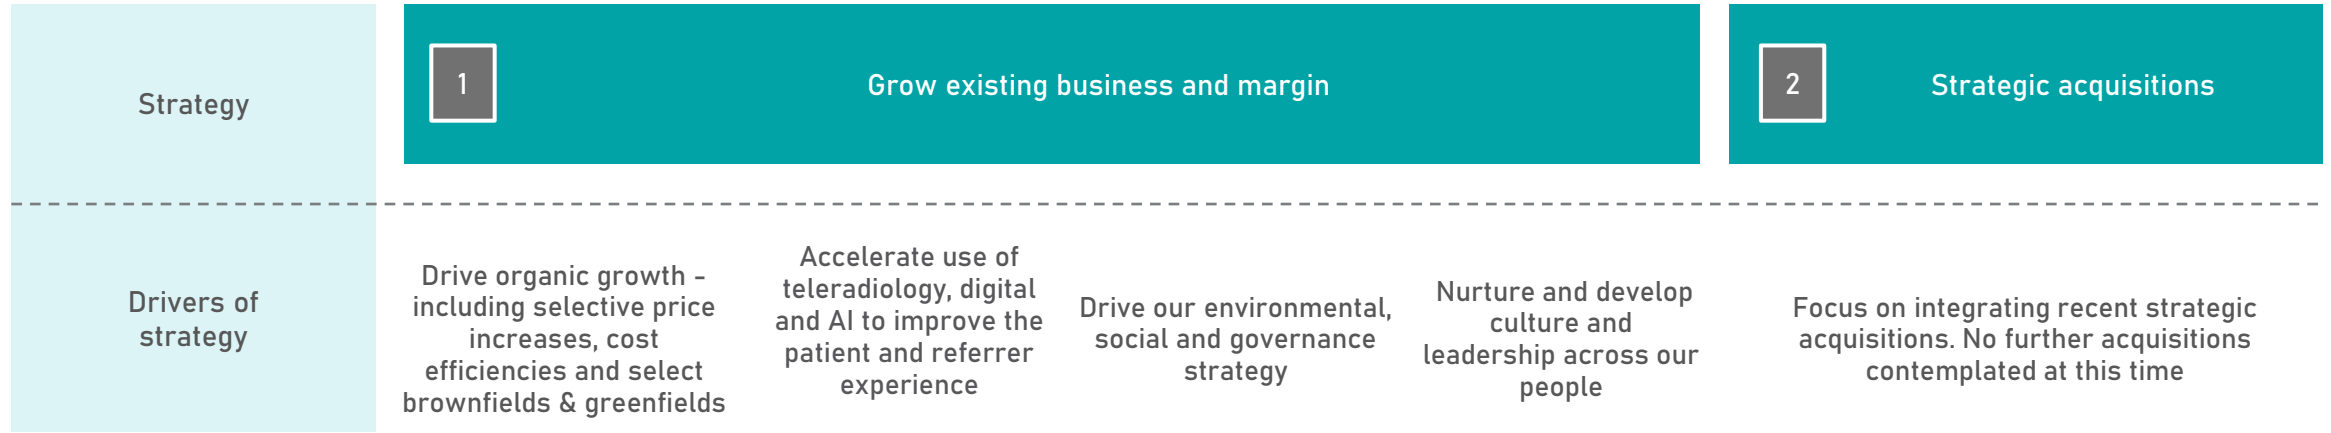 Strategy
1
Grow existing business and margin
2
Strategic acquisitions
Drivers of
strategy
Drive organic growth -
including selective price
increases, cost
efficiencies and select
brownfields & greenfields
Accelerate use of
teleradiology, digital
and AI to improve the
patient and referrer
experience
Drive our environmental,
social and governance
strategy
Nurture and develop
culture and
leadership across our
people
Focus on integrating recent strategic
acquisitions. No further acquisitions
contemplated at this time